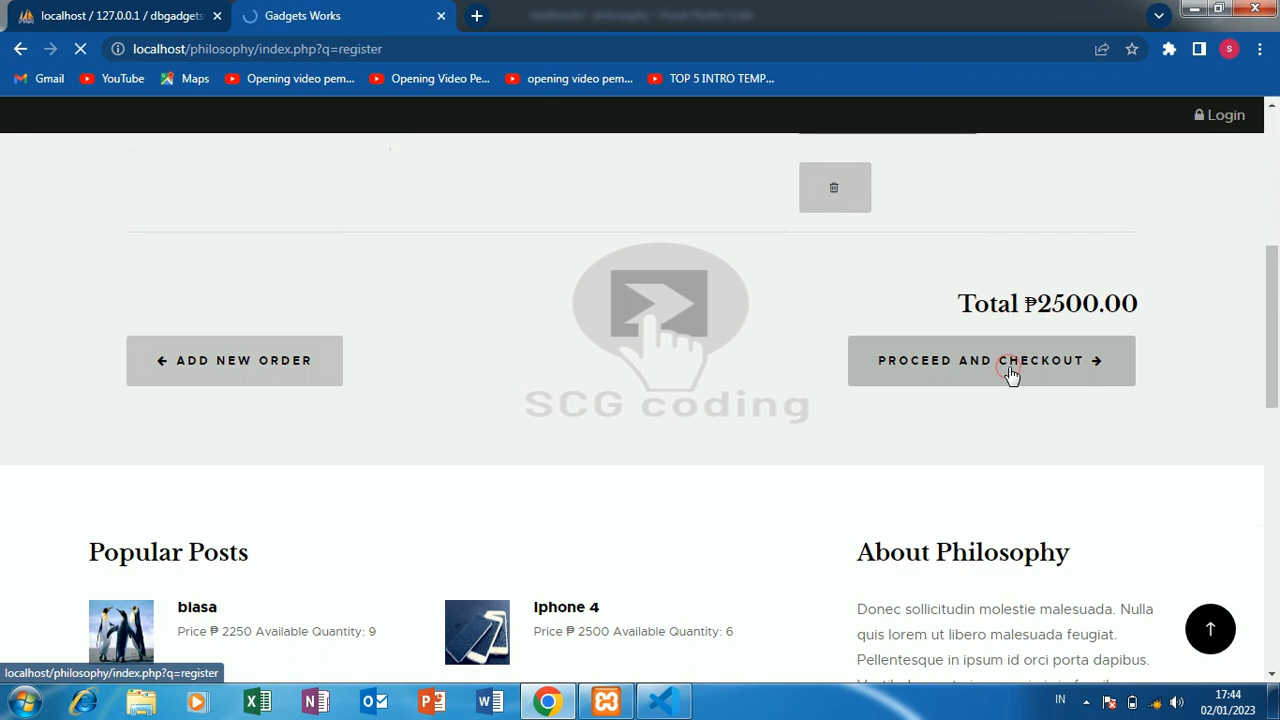 localhost / 127.0.0.1 / dbgadgets
Gadgets Works
localhost/philosophy/index.php?q=register
Gmail
YouTube
Maps
Opening video pem...
Opening Video Pe...
opening video pem...
TOP 5 INTRO TEMP...
S
Login
Total ₱2500.00
ADD NEW ORDER
PROCEED AND CHECKOUT
SCG coding
Popular Posts
About Philosophy
biasa
Price ₱ 2250 Available Quantity: 9
Iphone 4
Price ₱ 2500 Available Quantity: 6
Donec sollicitudin molestie malesuada. Nulla
quis lorem ut libero malesuada feugiat.
Pellentesque in ipsum id orci porta dapibus.
localhost/philosophy/index.php?q=register
IN
17:44
02/01/2023